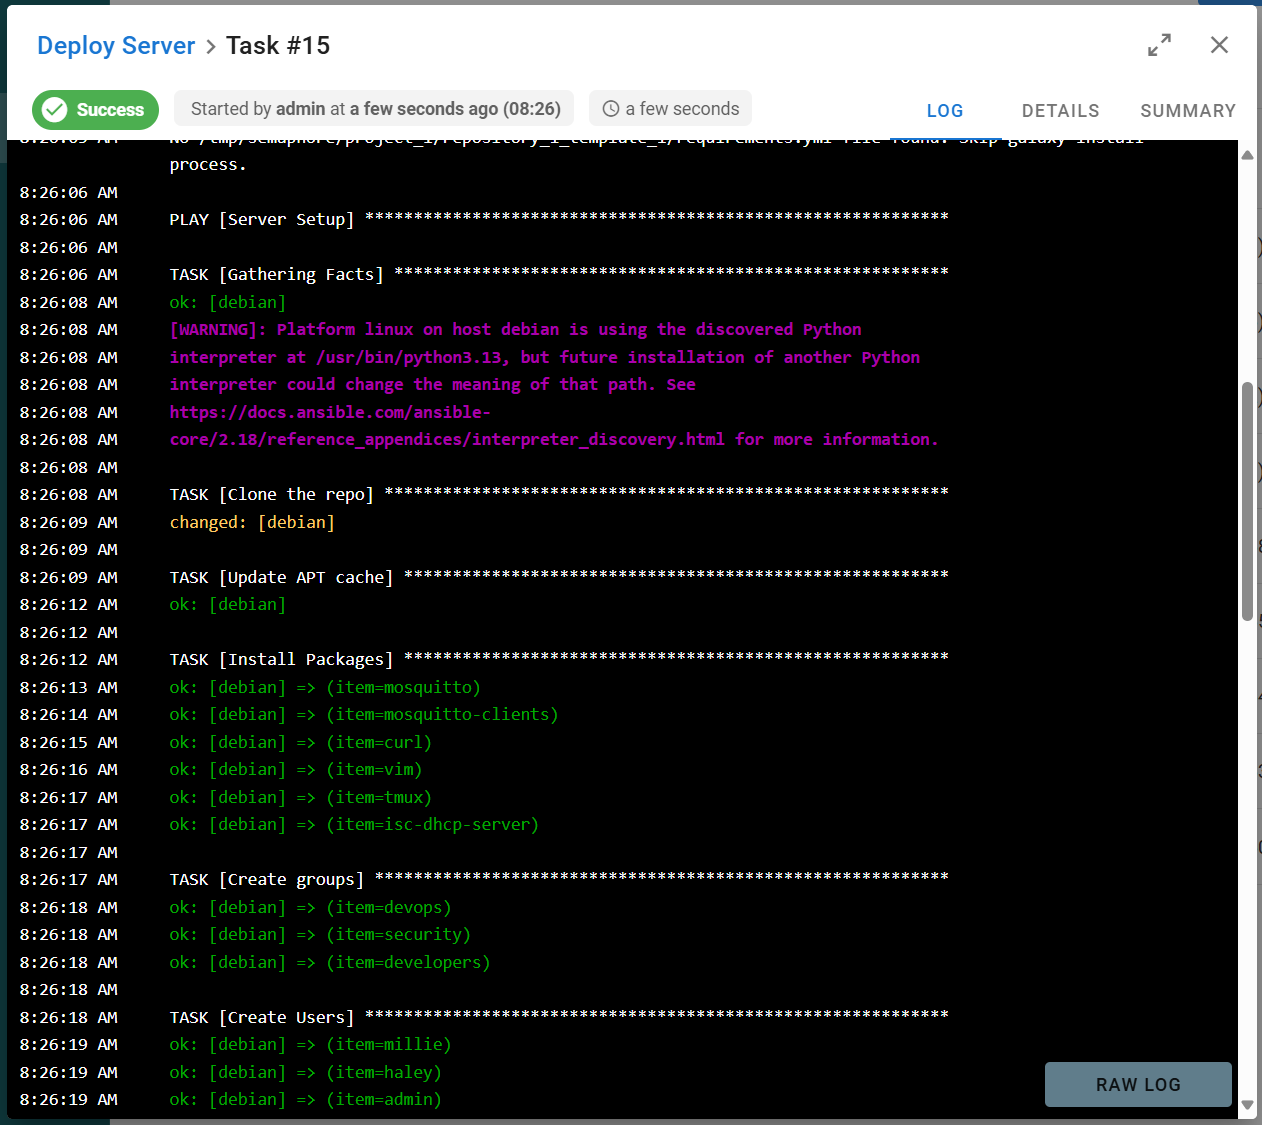 Deploy Server > Task #15
Success
Started by admin at a few seconds ago (08:26)
a few seconds
LOG
DETAILS
SUMMARY
No /tmp/semaphore/project_1/repository_1_template_1/requirements.yml file found. Skip galaxy install
process.
8:26:06 AM
8:26:06 AM PLAY [Server Setup] ************************************************************
8:26:06 AM
8:26:06 AM TASK [Gathering Facts] *********************************************************
8:26:08 AM ok: [debian]
8:26:08 AM [WARNING]: Platform linux on host debian is using the discovered Python
8:26:08 AM interpreter at /usr/bin/python3.13, but future installation of another Python
8:26:08 AM interpreter could change the meaning of that path. See
8:26:08 AM https://docs.ansible.com/ansible-
8:26:08 AM core/2.18/reference_appendices/interpreter_discovery.html for more information.
8:26:08 AM
8:26:08 AM TASK [Clone the repo] **********************************************************
8:26:09 AM changed: [debian]
8:26:09 AM
8:26:09 AM TASK [Update APT cache] ********************************************************
8:26:12 AM ok: [debian]
8:26:12 AM
8:26:12 AM TASK [Install Packages] ********************************************************
8:26:13 AM ok: [debian] => (item=mosquitto)
8:26:14 AM ok: [debian] => (item=mosquitto-clients)
8:26:15 AM ok: [debian] => (item=curl)
8:26:16 AM ok: [debian] => (item=vim)
8:26:17 AM ok: [debian] => (item=tmux)
8:26:17 AM ok: [debian] => (item=isc-dhcp-server)
8:26:17 AM
8:26:17 AM TASK [Create groups] ***********************************************************
8:26:18 AM ok: [debian] => (item=devops)
8:26:18 AM ok: [debian] => (item=security)
8:26:18 AM ok: [debian] => (item=developers)
8:26:18 AM
8:26:18 AM TASK [Create Users] ************************************************************
8:26:19 AM ok: [debian] => (item=millie)
8:26:19 AM ok: [debian] => (item=haley)
8:26:19 AM ok: [debian] => (item=admin)
RAW LOG